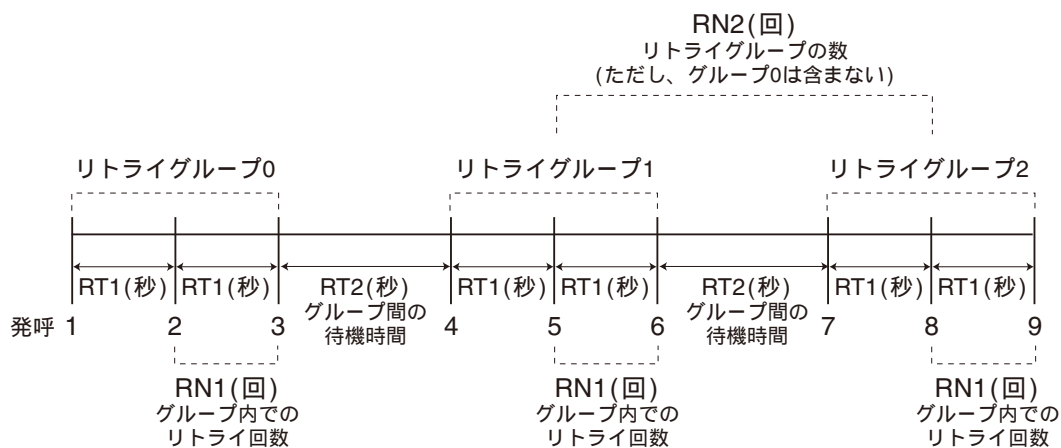 RN2(回)
リトライグループの数
(ただし、グループ0は含まない)
リトライグループ0
リトライグループ1
リトライグループ2
RT1(秒)
RT1(秒)
RT2(秒)
グループ間の
待機時間
RT1(秒)
RT1(秒)
RT2(秒)
グループ間の
待機時間
RT1(秒)
RT1(秒)
発呼 1 2 3 4 5 6 7 8 9
RN1(回)
グループ内での
リトライ回数
RN1(回)
グループ内での
リトライ回数
RN1(回)
グループ内での
リトライ回数